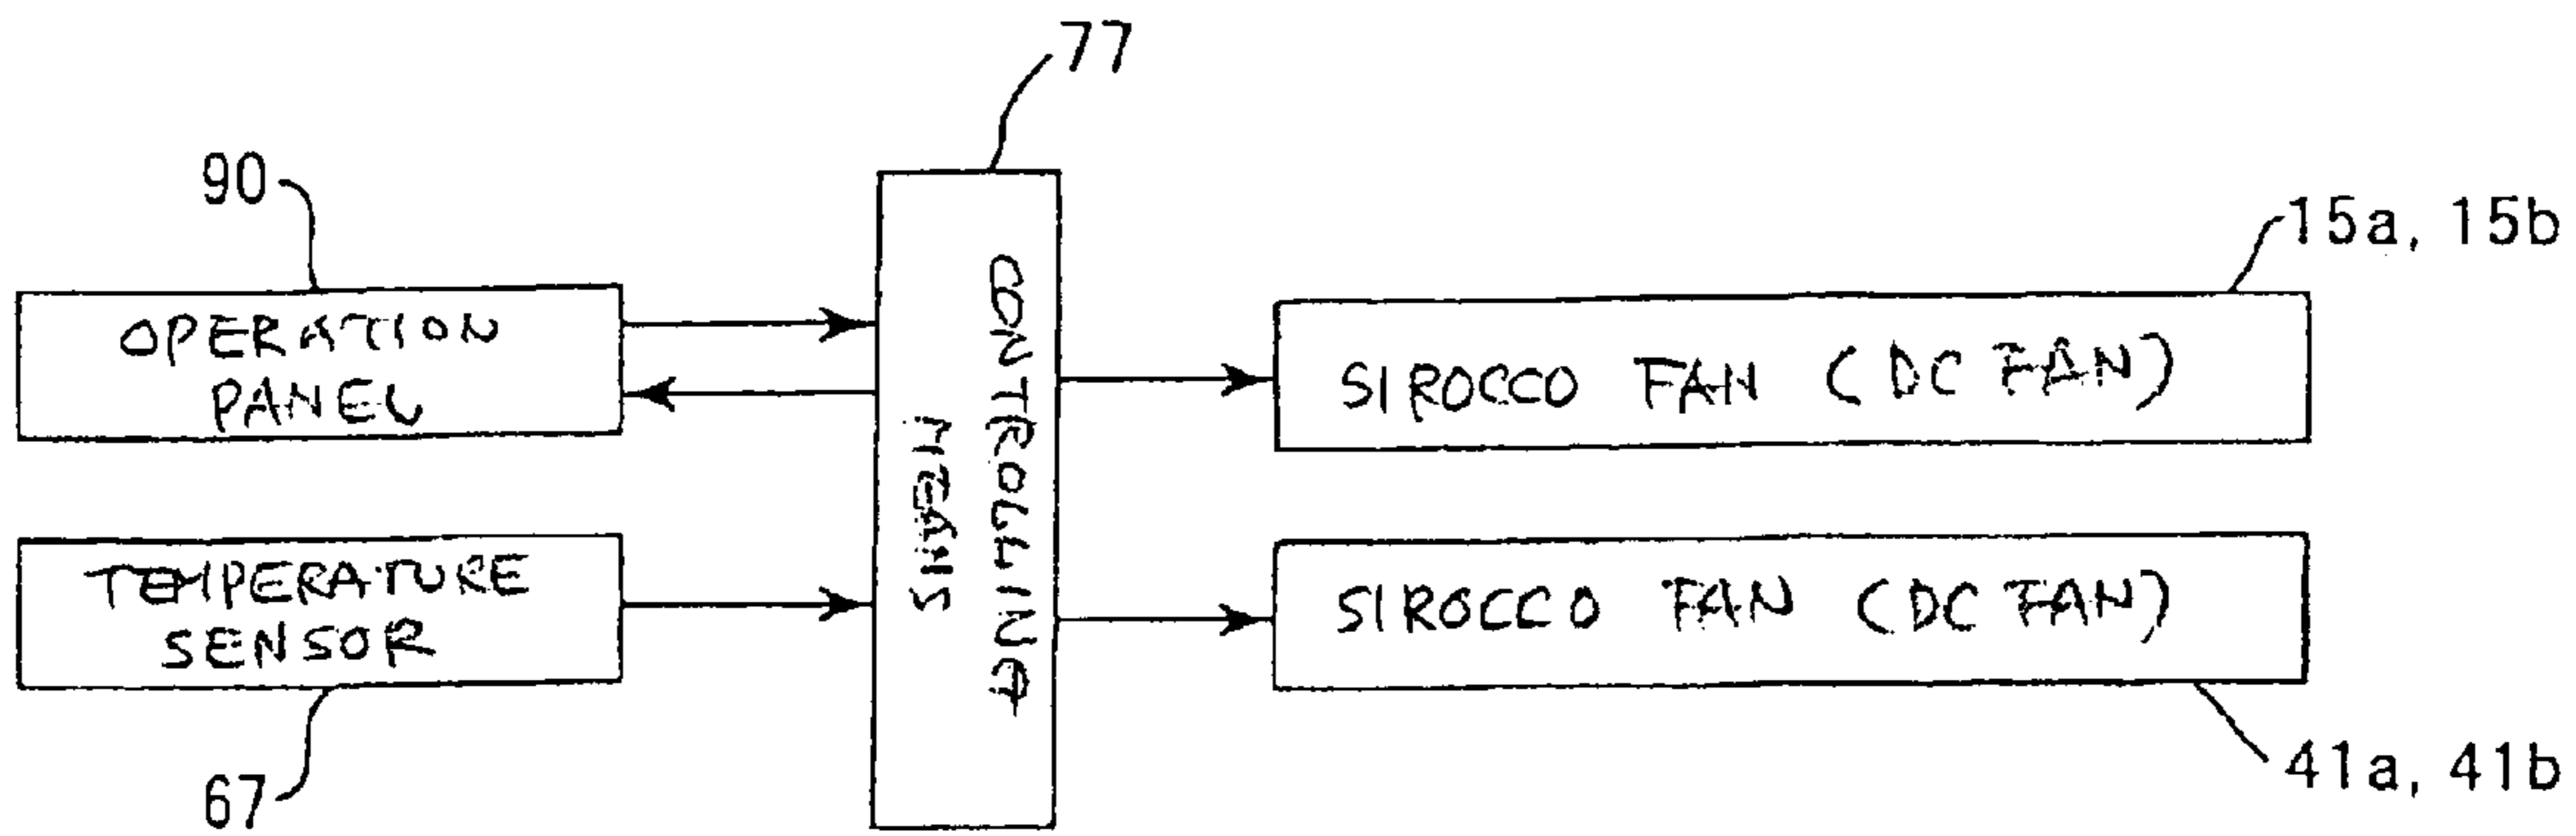 77
90
15a, 15b
OPERATION
PANEL
CONTROLLING
MEANS
SIROCCO FAN (DC FAN)
TEMPERATURE
SENSOR
SIROCCO FAN (DC FAN)
67
41a, 41b